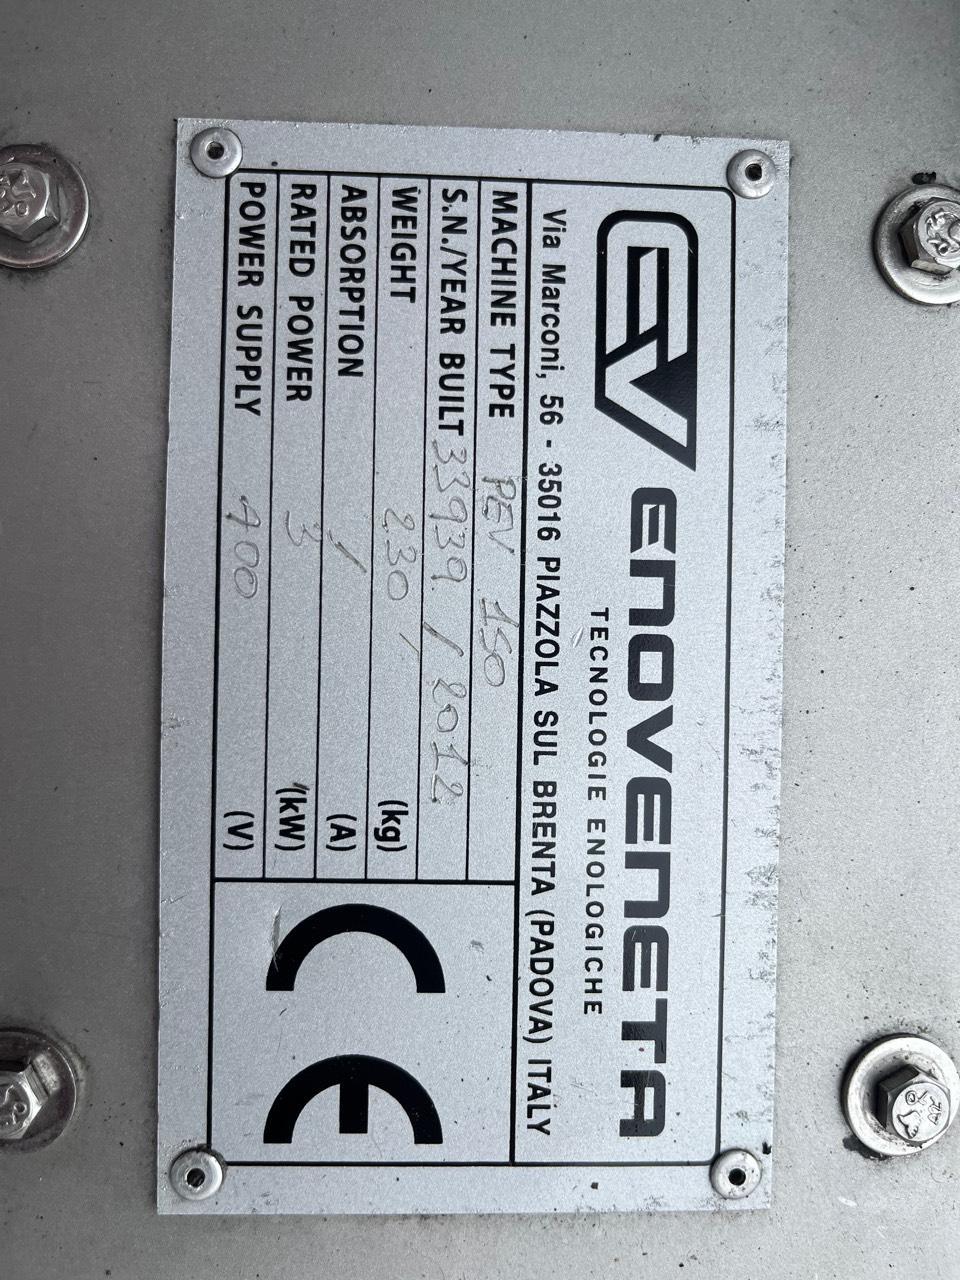 EV ENOVENETA
TECNOLOGIE ENOLOGICHE
Via Marconi, 56 - 35016 PIAZZOLA SUL BRENTA (PADOVA) ITALY
MACHINE TYPE PEV 150
S.N./YEAR BUILT 33939 / 2012
WEIGHT 230 (kg)
ABSORPTION / (A)
RATED POWER 3 (kW)
POWER SUPPLY 400 (V)
CE